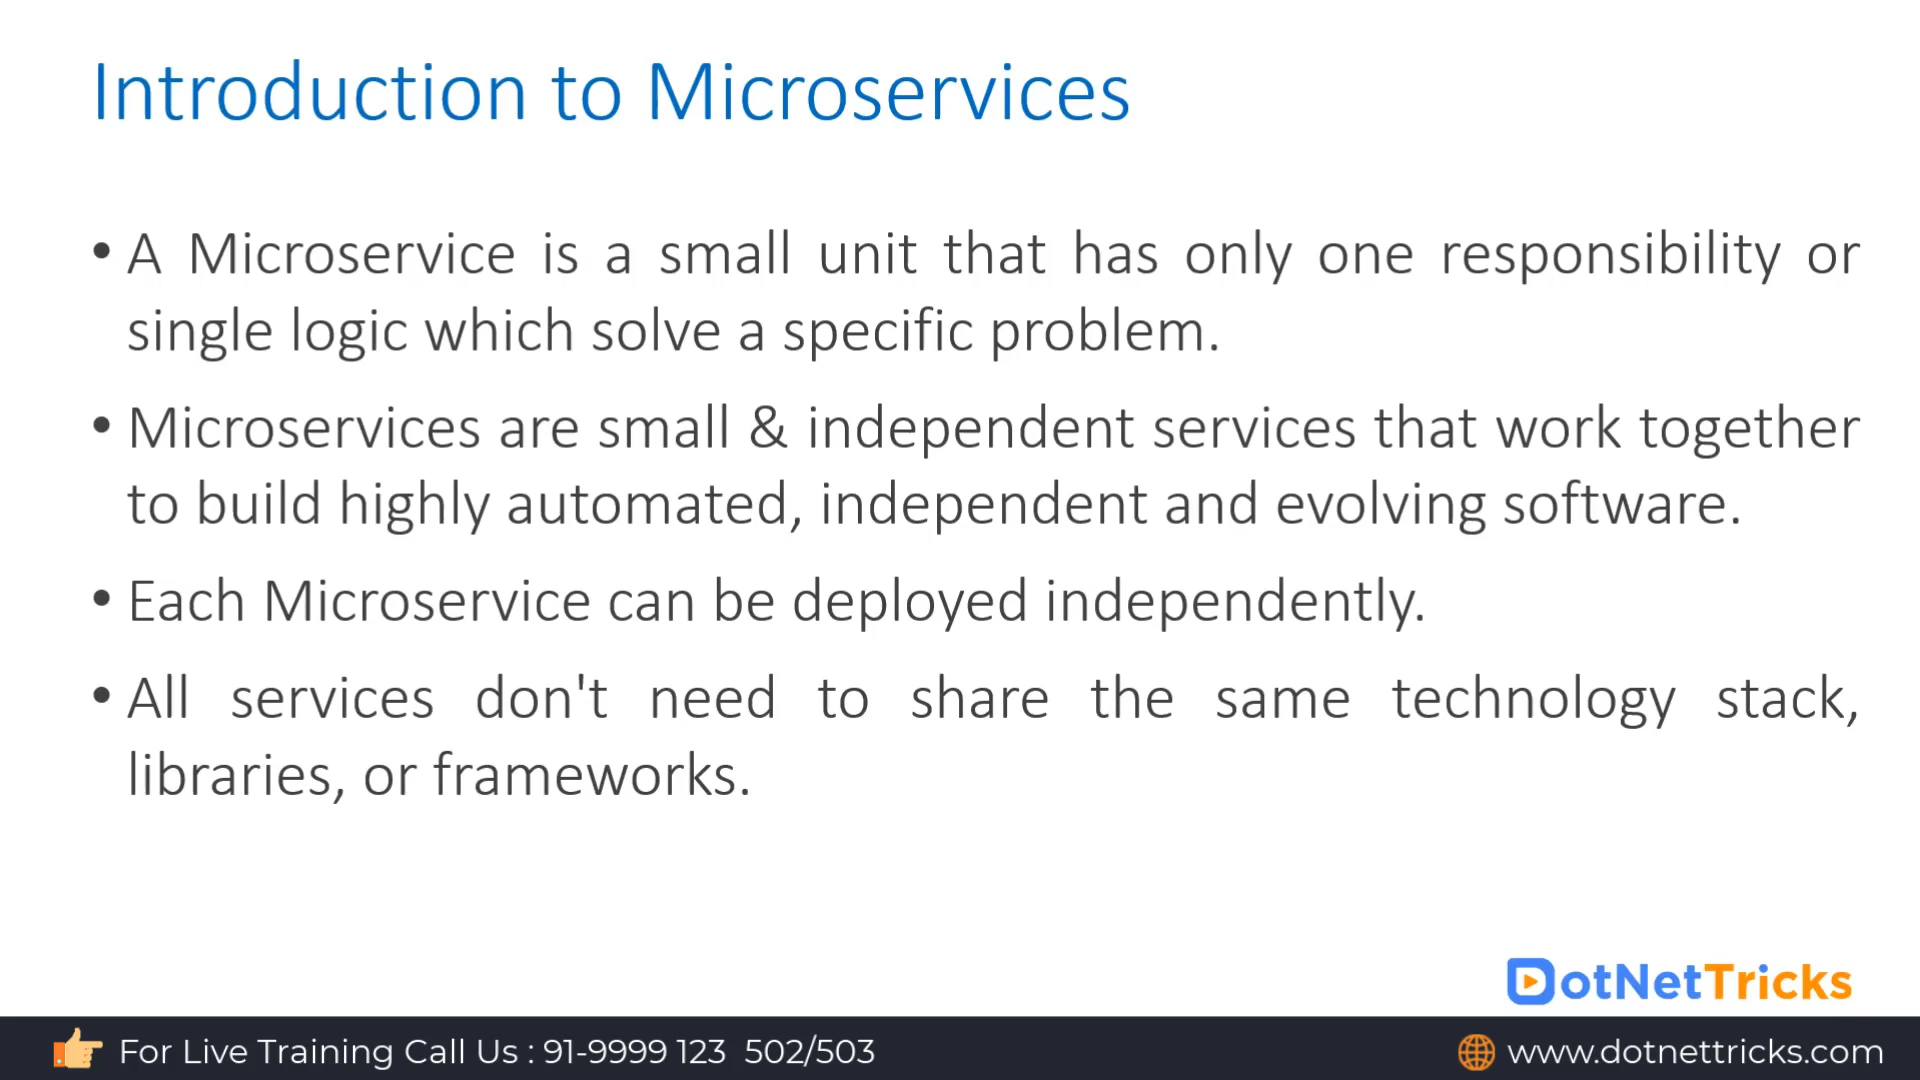 Introduction to Microservices
• A Microservice is a small unit that has only one responsibility or
single logic which solve a specific problem.
• Microservices are small & independent services that work together
to build highly automated, independent and evolving software.
• Each Microservice can be deployed independently.
• All services don't need to share the same technology stack,
libraries, or frameworks.
DotNetTricks
For Live Training Call Us : 91-9999 123 502/503
www.dotnettricks.com